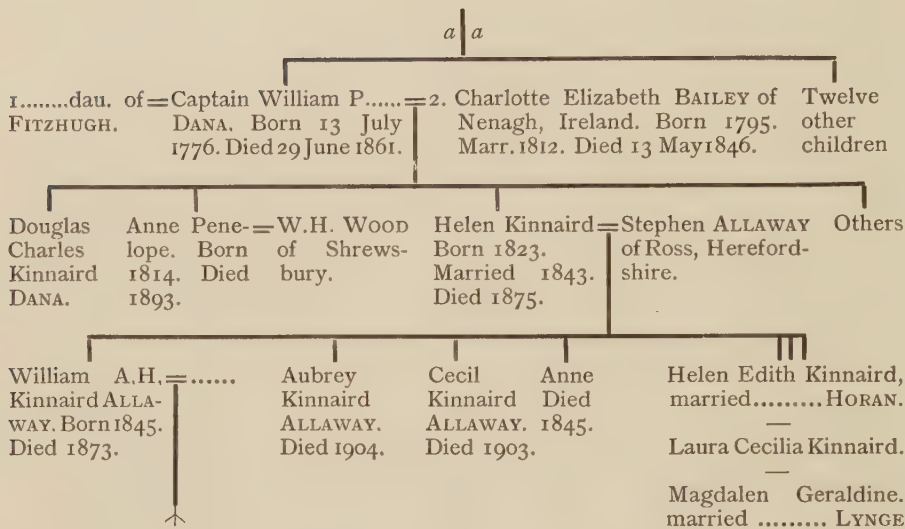 a a
1........dau. of = Captain William P...... = 2. Charlotte Elizabeth BAILEY of Twelve
FITZHUGH. DANA. Born 13 July Nenagh, Ireland. Born 1795. other
1776. Died 29 June 1861. Marr. 1812. Died 13 May 1846. children
Douglas Anne Pene- = W.H. WOOD Helen Kinnaird = Stephen ALLAWAY Others
Charles lope. Born of Shrews- Born 1823. of Ross, Hereford-
Kinnaird 1814. Died bury. Married 1843. shire.
DANA. 1893. Died 1875.
William A.H. = ...... Aubrey Cecil Anne Helen Edith Kinnaird,
Kinnaird ALLA- Kinnaird Kinnaird Died married ......... HORAN.
WAY. Born 1845. ALLAWAY. ALLAWAY. 1845. —
Died 1873. Died 1904. Died 1903. Laura Cecilia Kinnaird.
—
Magdalen Geraldine.
married ......... LYNGE